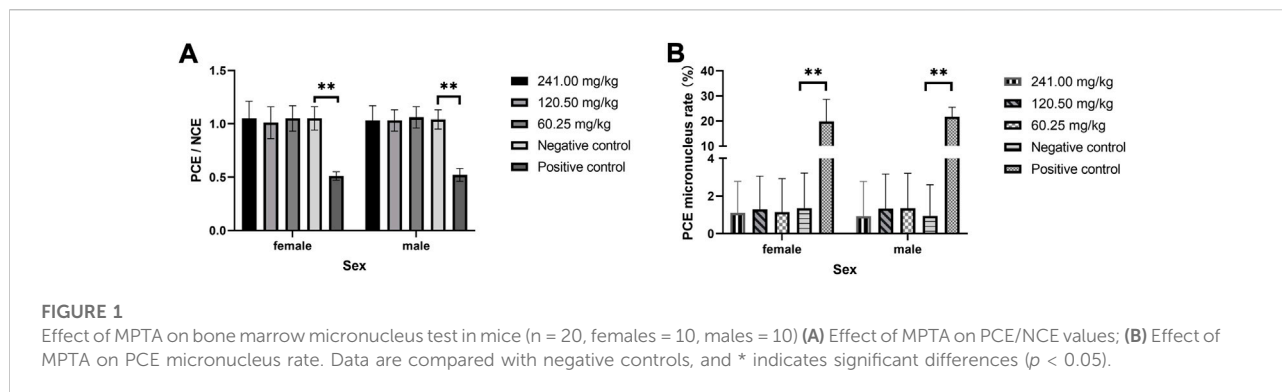 A
B
**
**
**
**
1.5
1.0
0.5
0.0
PCE / NCE
female
male
Sex
241.00 mg/kg
120.50 mg/kg
60.25 mg/kg
Negative control
Positive control
40
30
20
10
4
2
0
PCE micronucleus rate (%)
female
male
Sex
241.00 mg/kg
120.50 mg/kg
60.25 mg/kg
Negative control
Positive control
FIGURE 1
Effect of MPTA on bone marrow micronucleus test in mice (n = 20, females = 10, males = 10) (A) Effect of MPTA on PCE/NCE values; (B) Effect of
MPTA on PCE micronucleus rate. Data are compared with negative controls, and * indicates significant differences (p < 0.05).